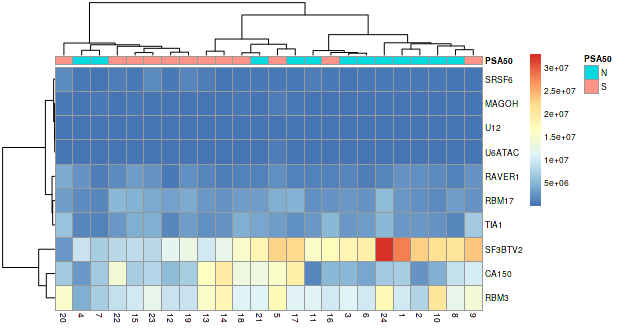 PSA50
SRSF6
MAGOH
U12
U6ATAC
RAVER1
RBM17
TIA1
SF3BTV2
CA150
RBM3
20 4 7 22 15 23 12 19 13 14 18 21 5 17 11 16 3 6 24 1 2 10 8 9
3e+07
2.5e+07
2e+07
1.5e+07
1e+07
5e+06
PSA50
N
S